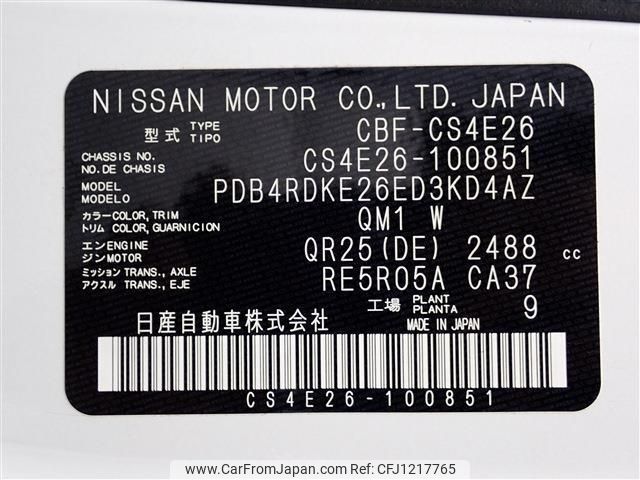 NISSAN MOTOR CO.,LTD. JAPAN
型式 TYPE TIPO CBF-CS4E26
CHASSIS NO. NO.DE CHASIS CS4E26-100851
MODEL MODELO PDB4RDKE26ED3KD4AZ
カラー COLOR, TRIM
トリム COLOR, GUARNICION QM1 W
エンジン ENGINE MOTOR QR25(DE) 2488 cc
ミッション TRANS., AXLE
アクスル TRANS., EJE RE5R05A CA37
工場 PLANT PLANTA 9
日産自動車株式会社 MADE IN JAPAN
CS4E26-100851
www.CarFromJapan.com | CFJ1217765